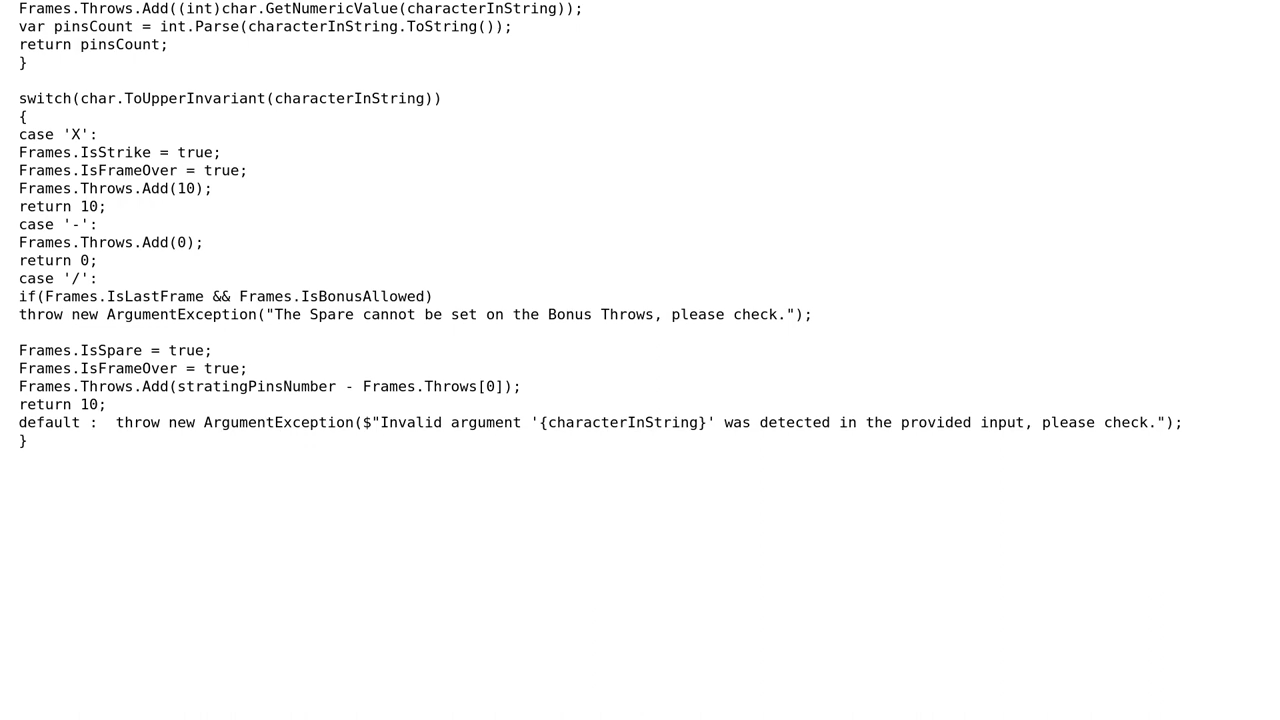 Frames.Throws.Add((int)char.GetNumericValue(characterInString));
var pinsCount = int.Parse(characterInString.ToString());
return pinsCount;
}
switch(char.ToUpperInvariant(characterInString))
{
case 'X':
Frames.IsStrike = true;
Frames.IsFrameOver = true;
Frames.Throws.Add(10);
return 10;
case '-':
Frames.Throws.Add(0);
return 0;
case '/':
if(Frames.IsLastFrame && Frames.IsBonusAllowed)
throw new ArgumentException("The Spare cannot be set on the Bonus Throws, please check.");
Frames.IsSpare = true;
Frames.IsFrameOver = true;
Frames.Throws.Add(stratingPinsNumber - Frames.Throws[0]);
return 10;
default :  throw new ArgumentException($"Invalid argument '{characterInString}' was detected in the provided input, please check.");
}